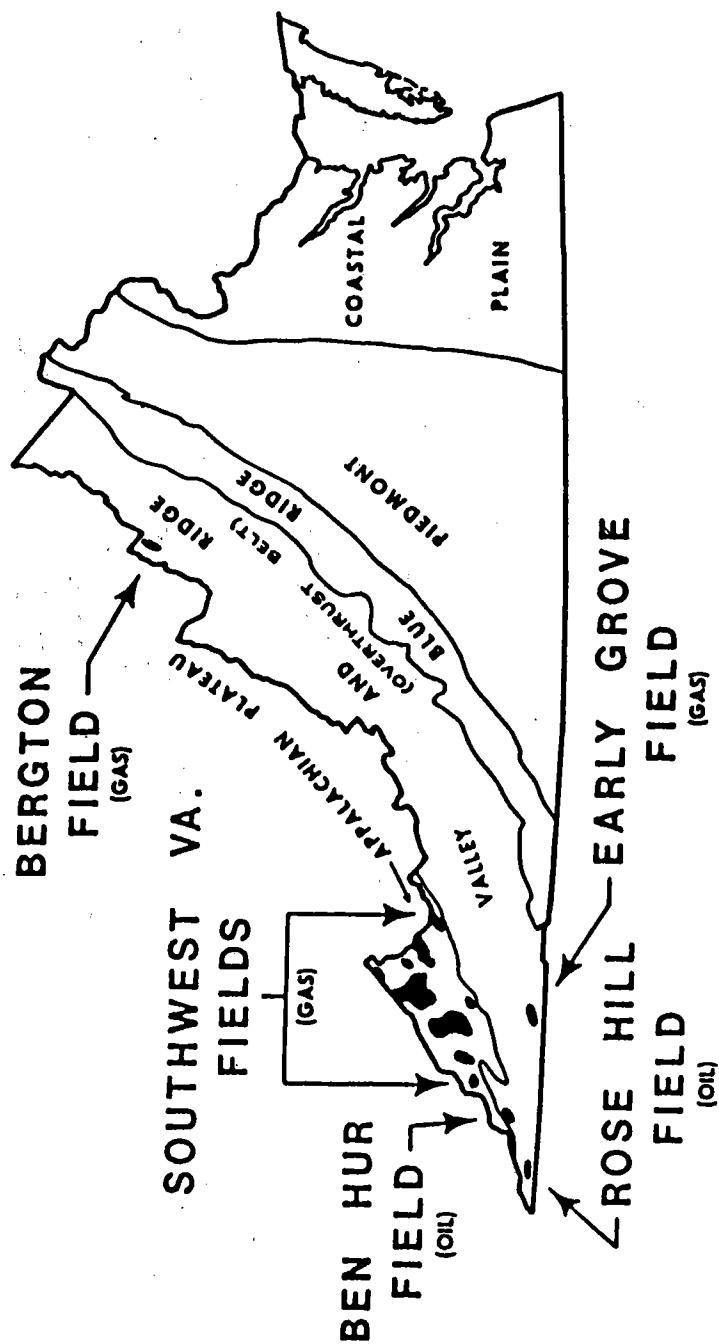 BERGTON
FIELD
(GAS)
SOUTHWEST VA.
FIELDS
(GAS)
BEN HUR
FIELD
(OIL)
APPALACHIAN PLATEAU
VALLEY
AND
RIDGE
(OVERTHRUST
BELT)
BLUE
RIDGE
PIEDMONT
COASTAL
PLAIN
EARLY GROVE
FIELD
(GAS)
ROSE HILL
FIELD
(OIL)